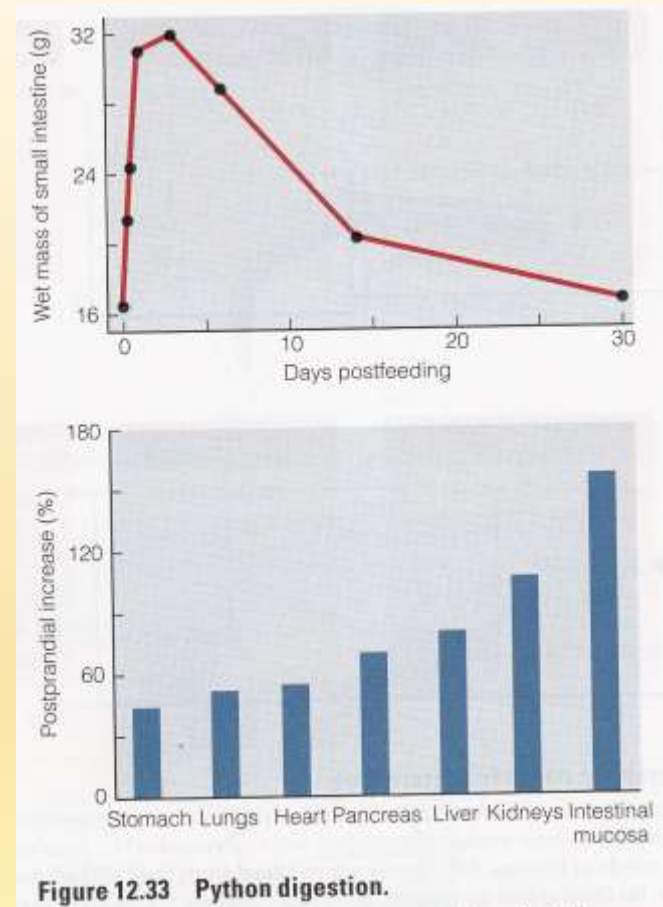 32
24
16
Wet mass of small intestine (g)
0
10
20
30
Days postfeeding
180
120
60
0
Postprandial increase (%)
Stomach Lungs Heart Pancreas Liver Kidneys Intestinal
mucosa
Figure 12.33 Python digestion.